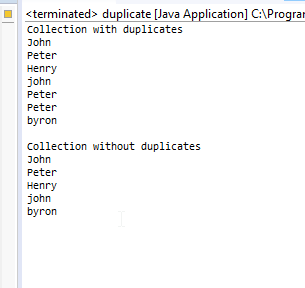 <terminated> duplicate [Java Application] C:\Progra
Collection with duplicates
John
Peter
Henry
john
Peter
Peter
byron
Collection without duplicates
John
Peter
Henry
john
byron